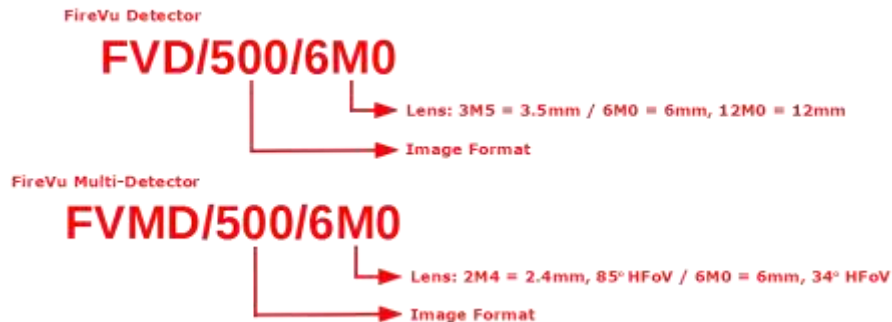 FireVu Detector
FVD/500/6M0
Lens: 3M5 = 3.5mm / 6M0 = 6mm, 12M0 = 12mm
Image Format
FireVu Multi-Detector
FVMD/500/6M0
Lens: 2M4 = 2.4mm, 85° HFoV / 6M0 = 6mm, 34° HFoV
Image Format